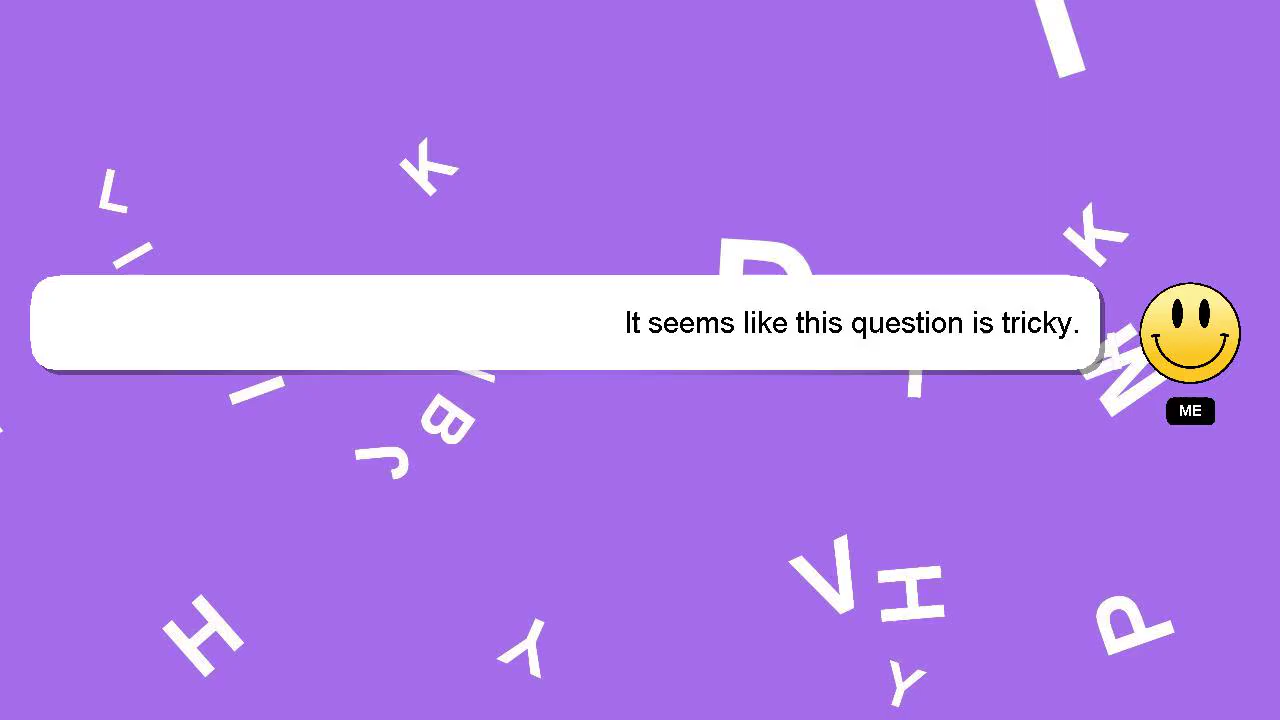 I
K
L
K
I
D
It seems like this question is tricky.
ME
M
I
B
J
V
H
H
P
Y
Y